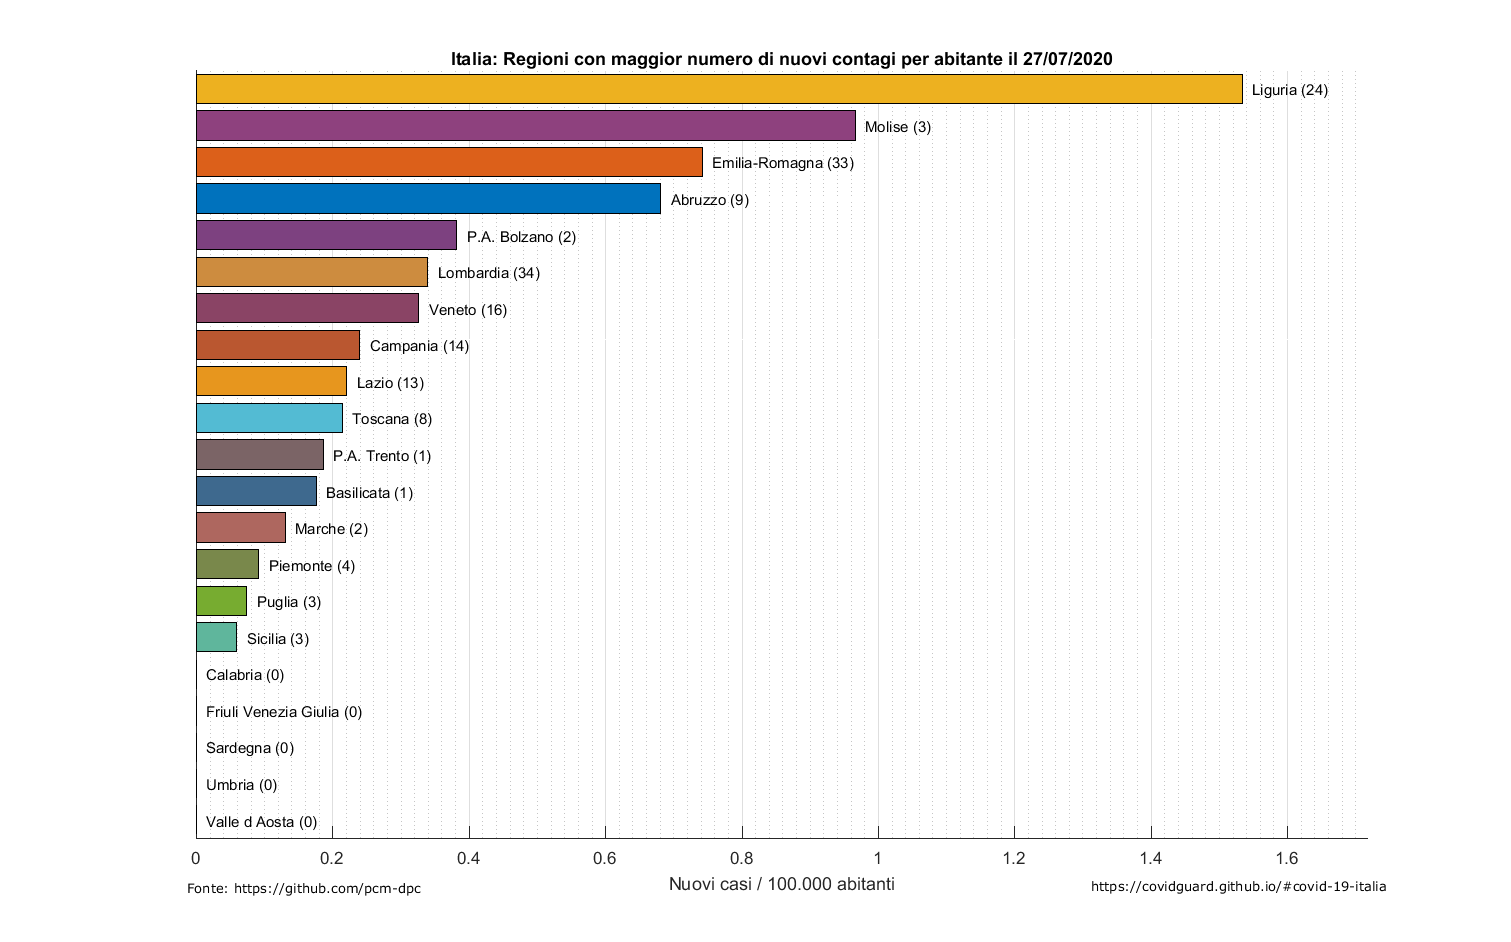 Italia: Regioni con maggior numero di nuovi contagi per abitante il 27/07/2020
Liguria (24)
Molise (3)
Emilia-Romagna (33)
Abruzzo (9)
P.A. Bolzano (2)
Lombardia (34)
Veneto (16)
Campania (14)
Lazio (13)
Toscana (8)
P.A. Trento (1)
Basilicata (1)
Marche (2)
Piemonte (4)
Puglia (3)
Sicilia (3)
Calabria (0)
Friuli Venezia Giulia (0)
Sardegna (0)
Umbria (0)
Valle d Aosta (0)
0 0.2 0.4 0.6 0.8 1 1.2 1.4 1.6
Nuovi casi / 100.000 abitanti
Fonte: https://github.com/pcm-dpc
https://covidguard.github.io/#covid-19-italia